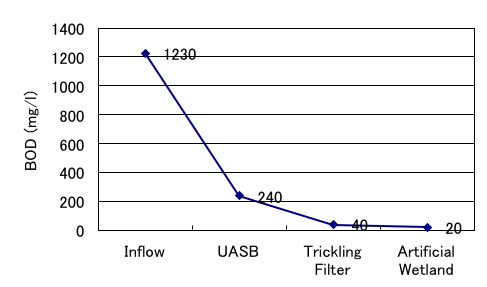 1400
1200
1000
800
600
400
200
0
BOD (mg/l)
1230
240
40
20
Inflow
UASB
Trickling
Filter
Artificial
Wetland